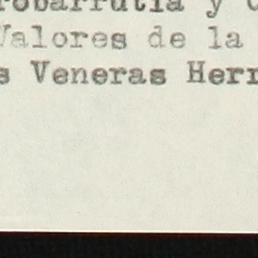 robarrutia y
Valores de la
s Veneras Herr